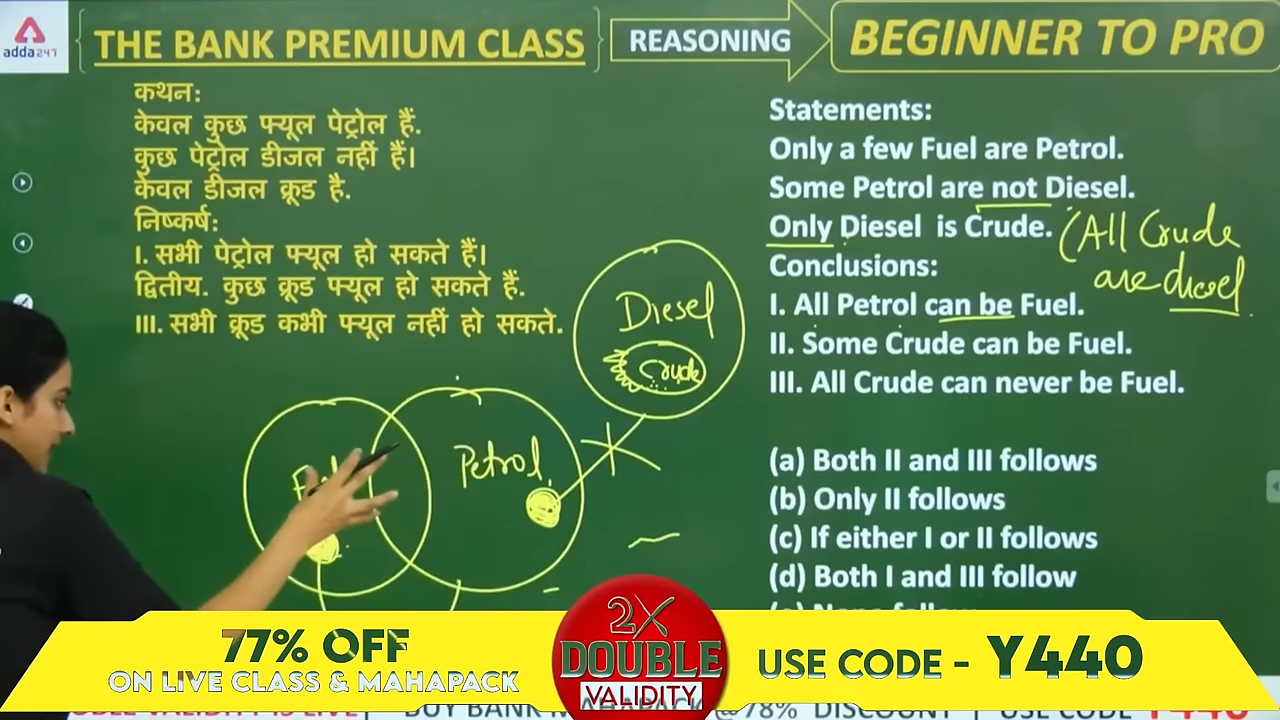 adda247
THE BANK PREMIUM CLASS
REASONING
BEGINNER TO PRO
कथन:
केवल कुछ फ्यूल पेट्रोल हैं.
कुछ पेट्रोल डीजल नहीं हैं।
केवल डीजल क्रूड है.
निष्कर्ष:
I. सभी पेट्रोल फ्यूल हो सकते हैं।
द्वितीय. कुछ क्रूड फ्यूल हो सकते हैं.
III. सभी क्रूड कभी फ्यूल नहीं हो सकते.
Statements:
Only a few Fuel are Petrol.
Some Petrol are not Diesel.
Only Diesel is Crude.
(All Crude
are diesel
Conclusions:
I. All Petrol can be Fuel.
II. Some Crude can be Fuel.
III. All Crude can never be Fuel.
(a) Both II and III follows
(b) Only II follows
(c) If either I or II follows
(d) Both I and III follow
Diesel
Crude
Petrol
77% OFF
ON LIVE CLASS & MAHAPACK
2X
DOUBLE
VALIDITY
USE CODE - Y440